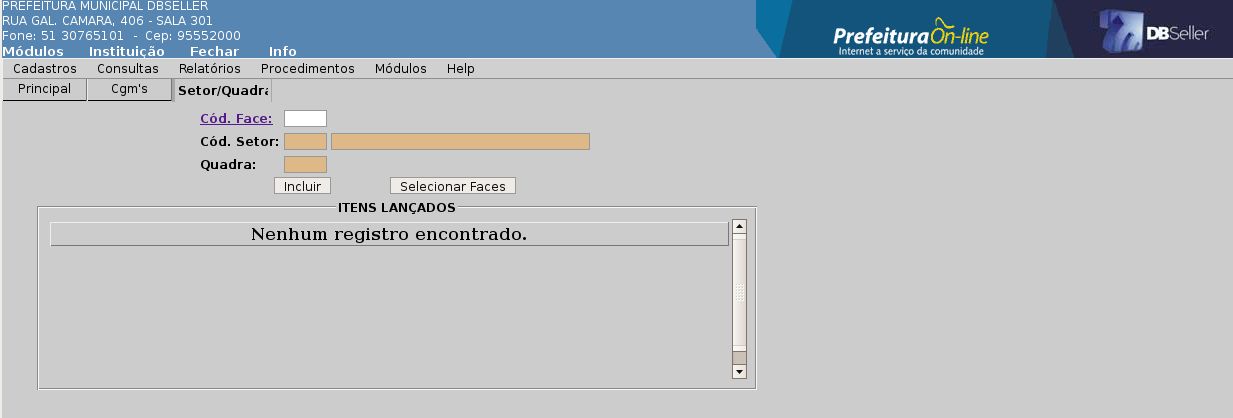 PREFEITURA MUNICIPAL DBSELLER
RUA GAL. CAMARA, 406 - SALA 301
Fone: 51 30765101 - Cep: 95552000
Módulos Instituição Fechar Info
Prefeitura On-line
Internet a serviço da comunidade
DBSeller
Cadastros Consultas Relatórios Procedimentos Módulos Help
Principal Cgm's Setor/Quadra
Cód. Face:
Cód. Setor:
Quadra:
Incluir Selecionar Faces
ITENS LANÇADOS
Nenhum registro encontrado.